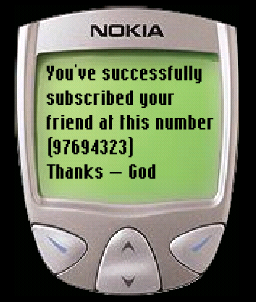 NOKIA
You've successfully
subscribed your
friend at this number
(97694323)
Thanks – God